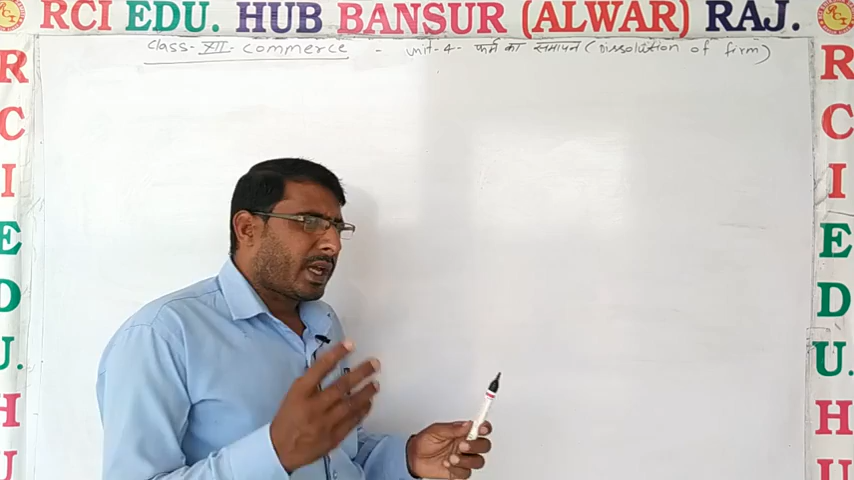 RCI EDU. HUB BANSUR (ALWAR) RAJ.
Class-XII-Commerce - unit-4- फर्म का समापन (Dissolution of firm)
R
C
I
E
D
U.
H
U
R
C
I
E
D
U.
H
U